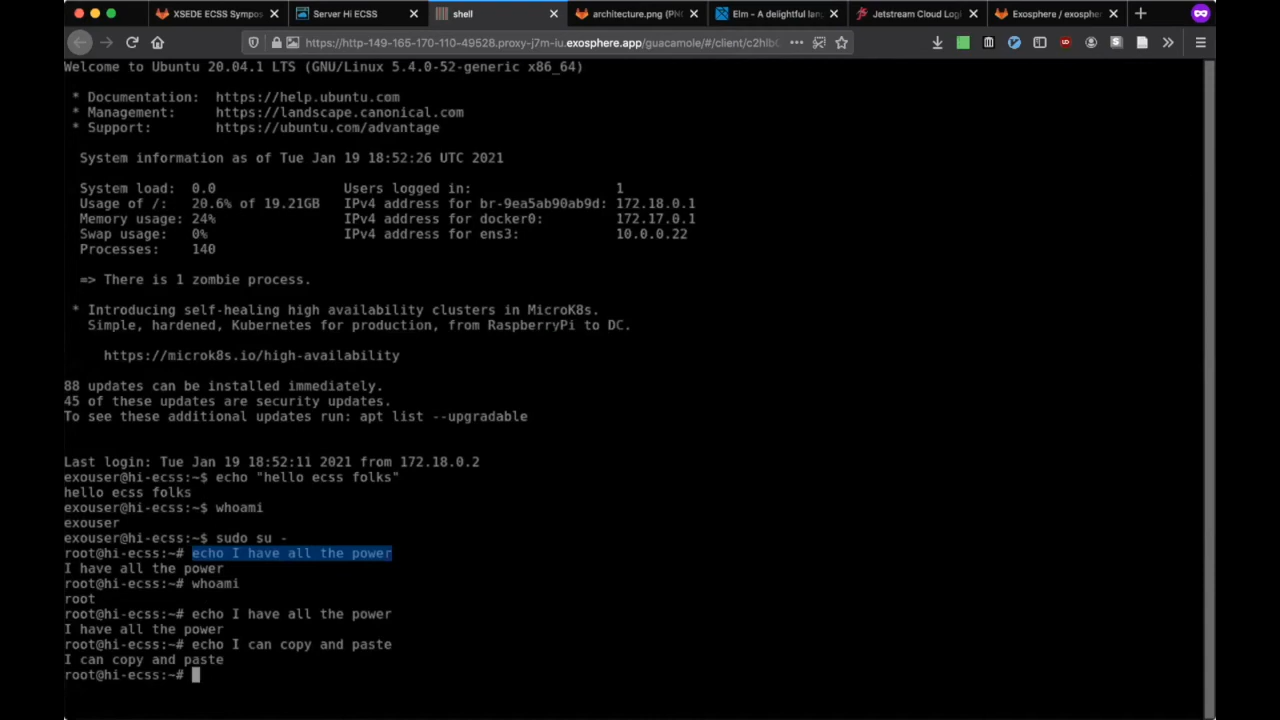 XSEDE ECSS Sympos
Server Hi ECSS
shell
architecture.png (PNG
Elm - A delightful lang
Jetstream Cloud Logi
Exosphere / exospher
https://http-149-165-170-110-49528.proxy-j7m-iu.exosphere.app/guacamole/#/client/c2hlbG
Welcome to Ubuntu 20.04.1 LTS (GNU/Linux 5.4.0-52-generic x86_64)
* Documentation: https://help.ubuntu.com
* Management: https://landscape.canonical.com
* Support: https://ubuntu.com/advantage
System information as of Tue Jan 19 18:52:26 UTC 2021
System load: 0.0 Users logged in: 1
Usage of /: 20.6% of 19.21GB IPv4 address for br-9ea5ab90ab9d: 172.18.0.1
Memory usage: 24% IPv4 address for docker0: 172.17.0.1
Swap usage: 0% IPv4 address for ens3: 10.0.0.22
Processes: 140
=> There is 1 zombie process.
* Introducing self-healing high availability clusters in MicroK8s.
Simple, hardened, Kubernetes for production, from RaspberryPi to DC.
https://microk8s.io/high-availability
88 updates can be installed immediately.
45 of these updates are security updates.
To see these additional updates run: apt list --upgradable
Last login: Tue Jan 19 18:52:11 2021 from 172.18.0.2
exouser@hi-ecss:~$ echo "hello ecss folks"
hello ecss folks
exouser@hi-ecss:~$ whoami
exouser
exouser@hi-ecss:~$ sudo su -
root@hi-ecss:~# echo I have all the power
I have all the power
root@hi-ecss:~# whoami
root
root@hi-ecss:~# echo I have all the power
I have all the power
root@hi-ecss:~# echo I can copy and paste
I can copy and paste
root@hi-ecss:~#